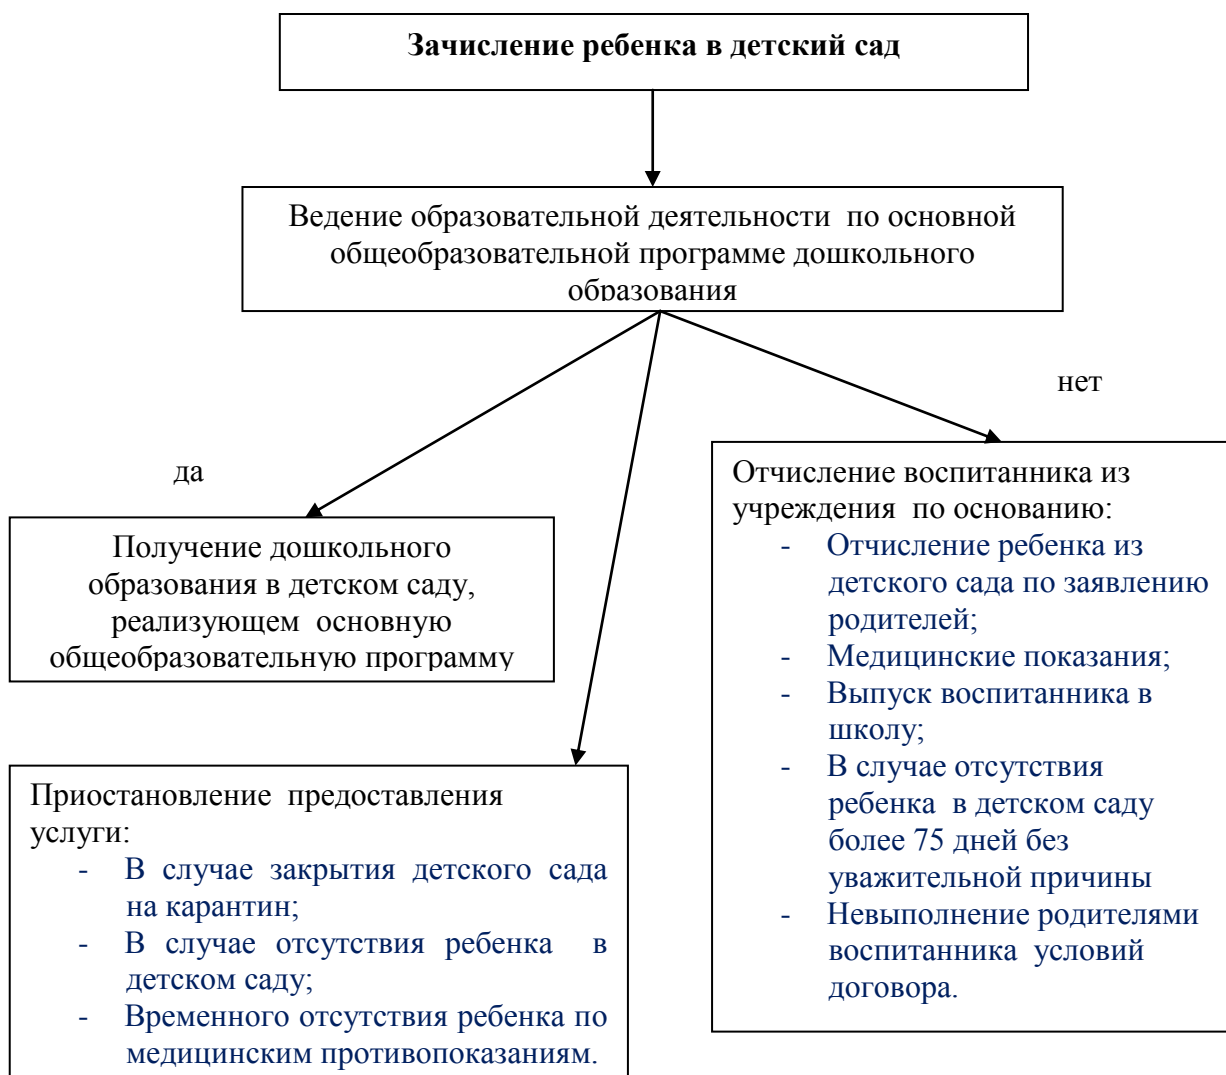 Зачисление ребенка в детский сад
Ведение образовательной деятельности  по основной
общеобразовательной программе дошкольного
образования
нет
да
Получение дошкольного
образования в детском саду,
реализующем  основную
общеобразовательную программу
Отчисление воспитанника из
учреждения  по основанию:
- Отчисление ребенка из
детского сада по заявлению
родителей;
- Медицинские показания;
- Выпуск воспитанника в
школу;
- В случае отсутствия
ребенка  в детском саду
более 75 дней без
уважительной причины
- Невыполнение родителями
воспитанника  условий
договора.
Приостановление  предоставления
услуги:
- В случае закрытия детского сада
на карантин;
- В случае отсутствия ребенка  в
детском саду;
- Временного отсутствия ребенка по
медицинским противопоказаниям.